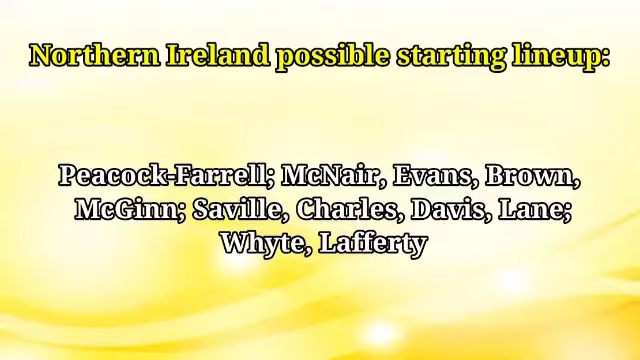 Northern Ireland possible starting lineup:
Peacock-Farrell; McNair, Evans, Brown,
McGinn; Saville, Charles, Davis, Lane;
Whyte, Lafferty